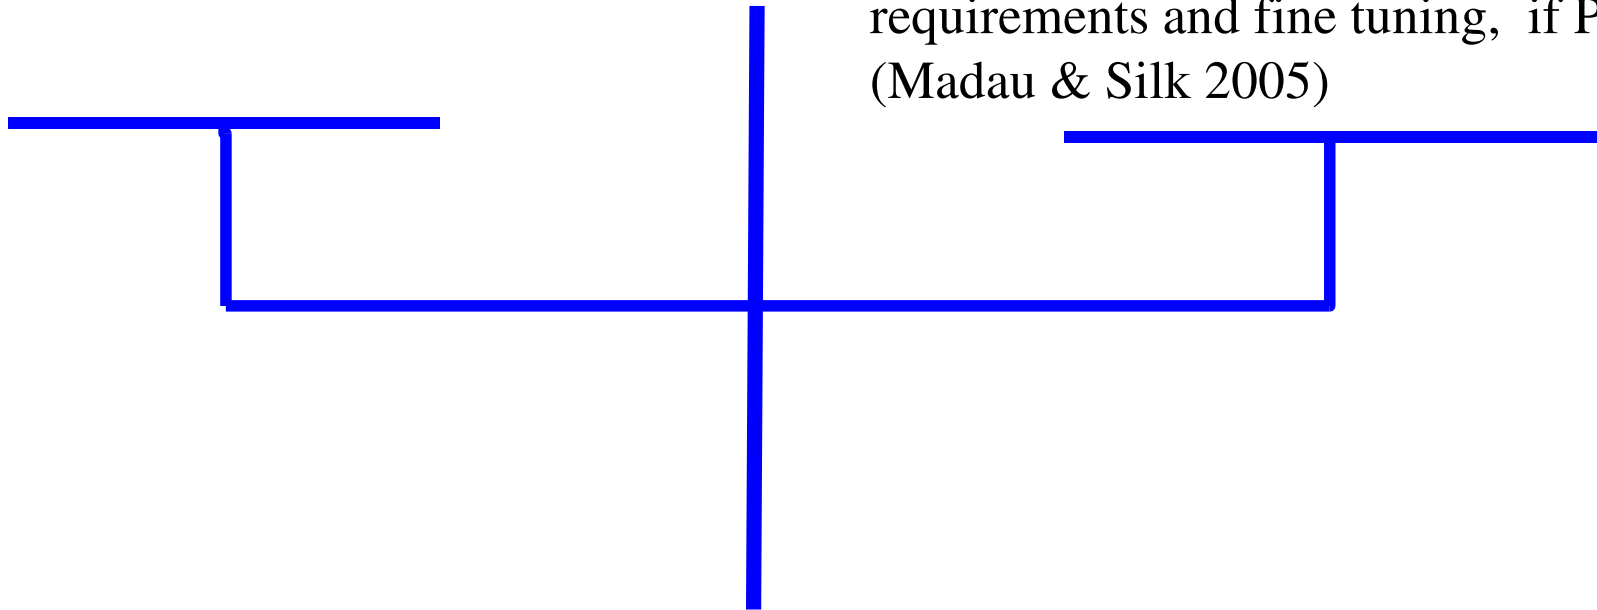 requirements and fine tuning, if P
(Madau & Silk 2005)